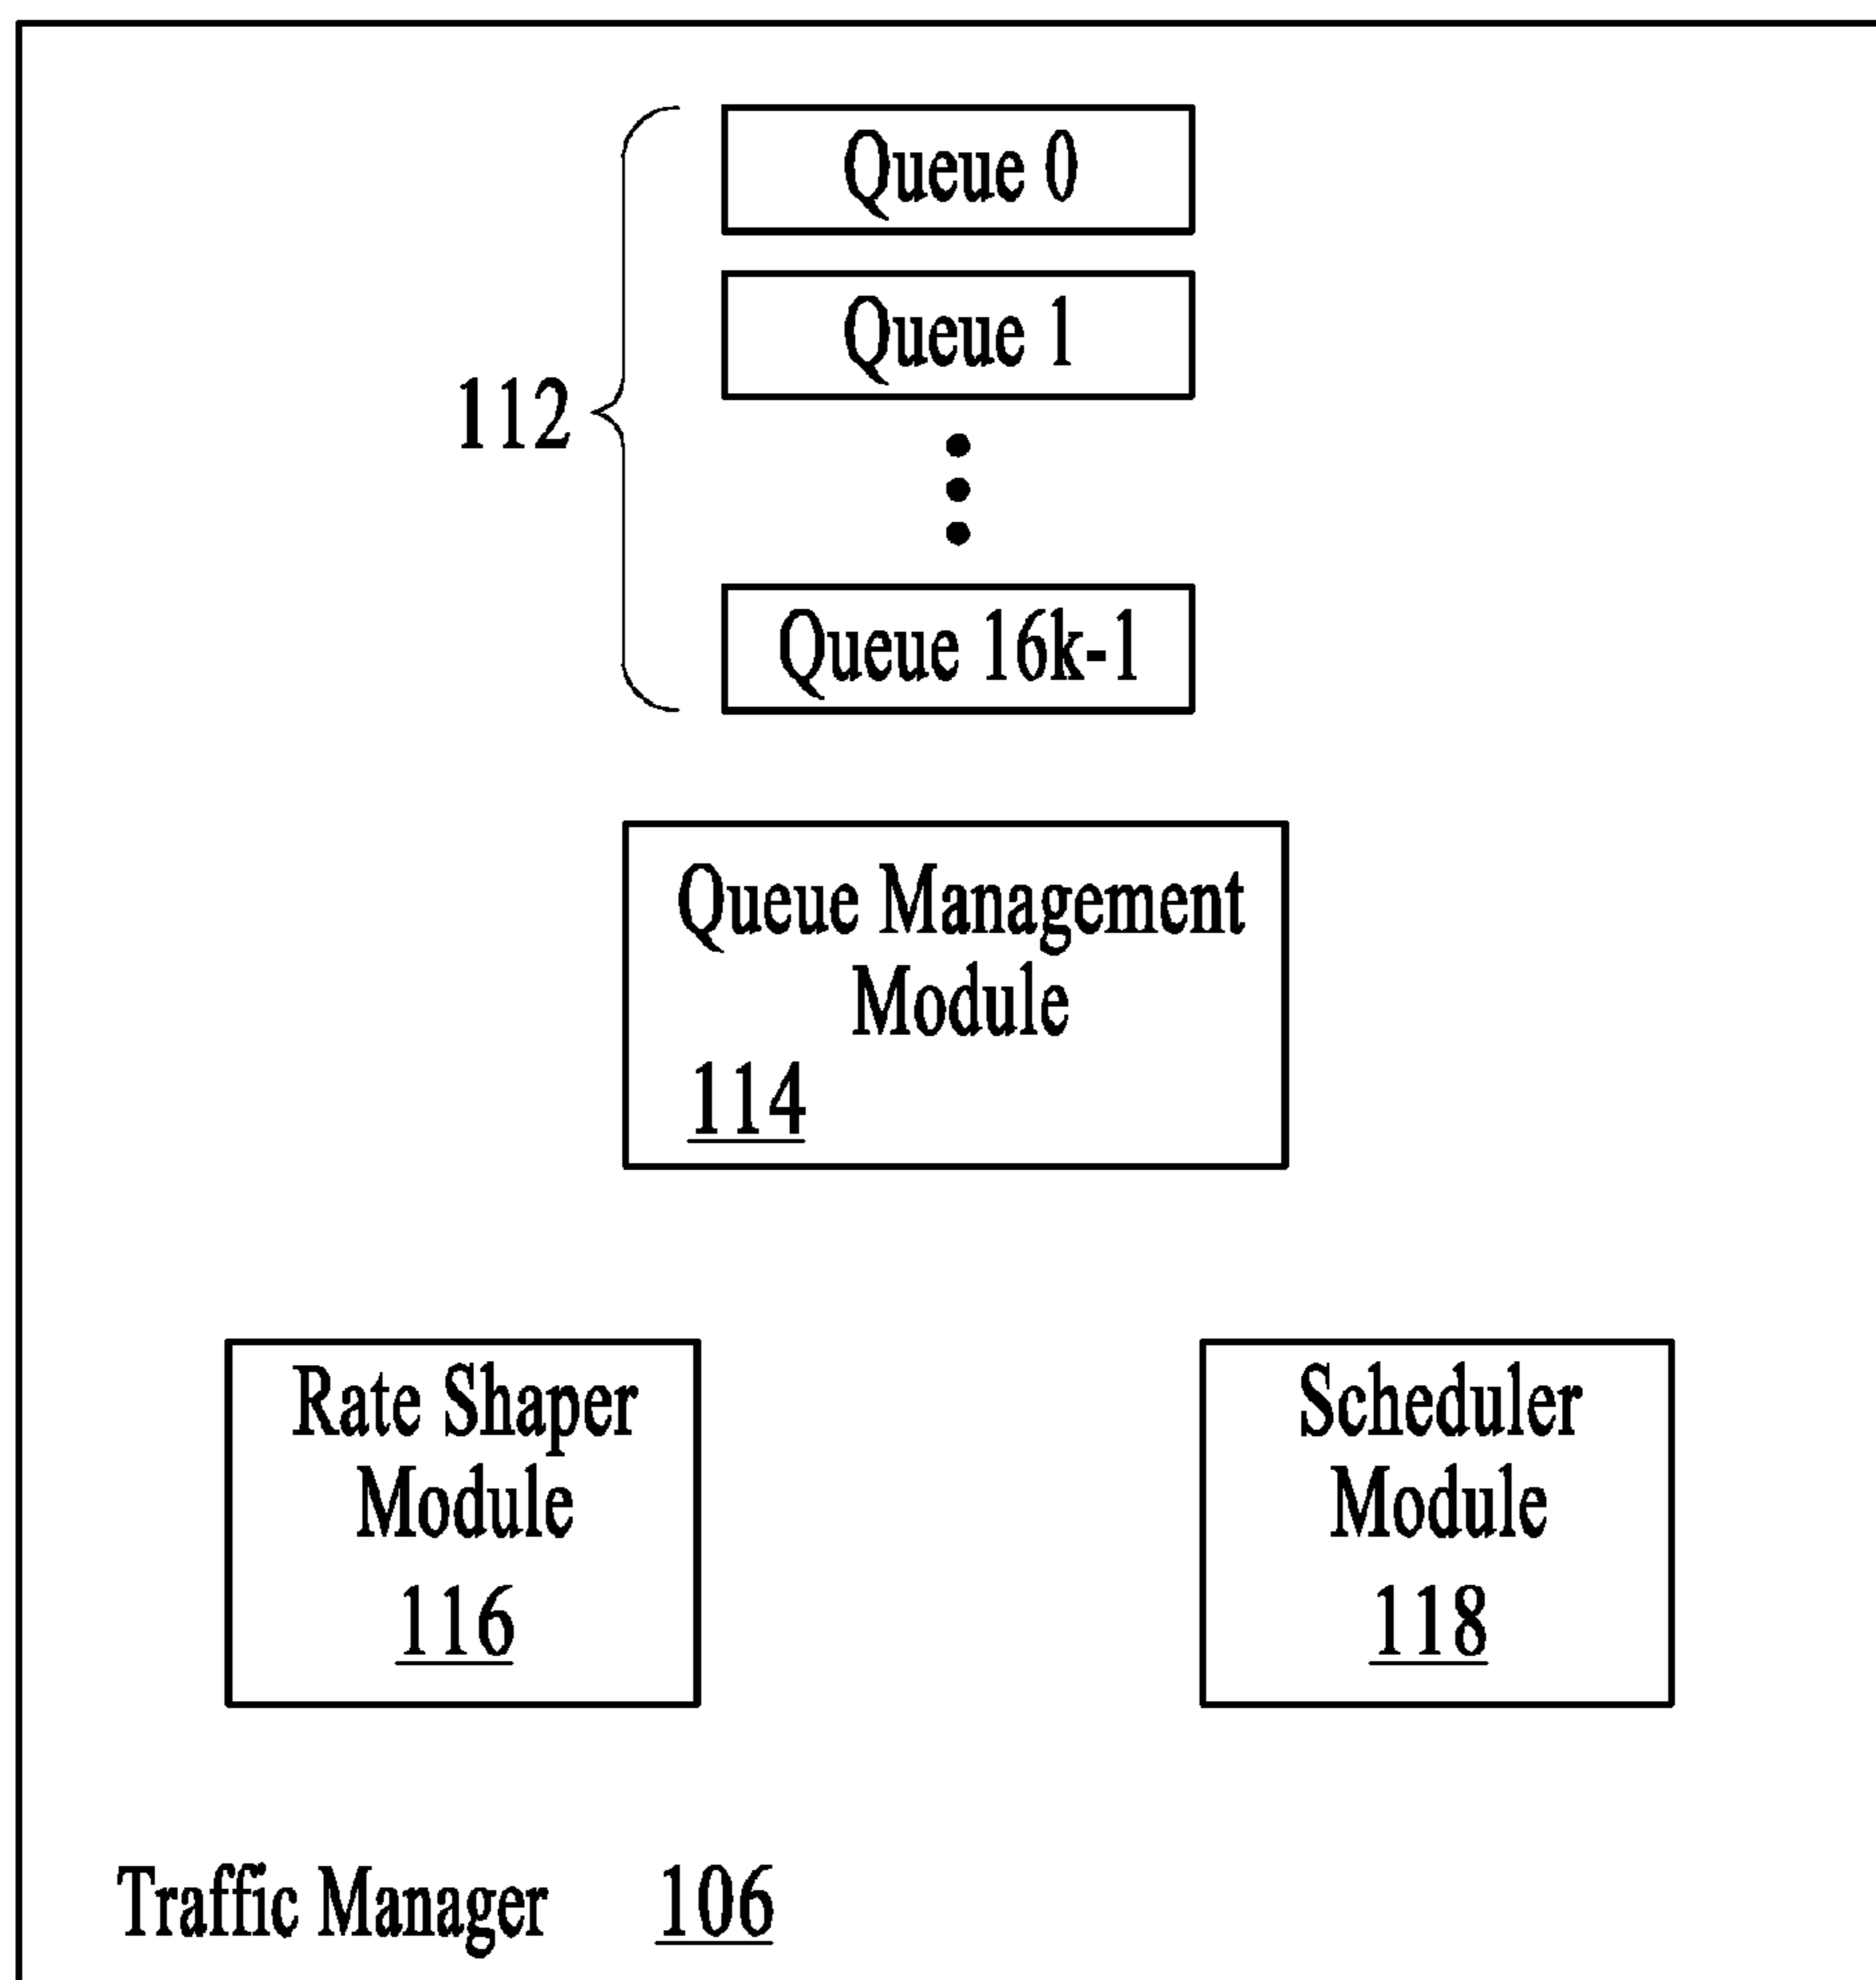 Queue 0
Queue 1
112
Queue 16k-1
Queue Management
Module
114
Rate Shaper
Module
116
Scheduler
Module
118
Traffic Manager 106